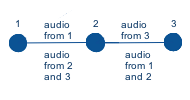 1
2
3
audio
from 1
audio
from 3
audio
from 2
and 3
audio
from 1
and 2